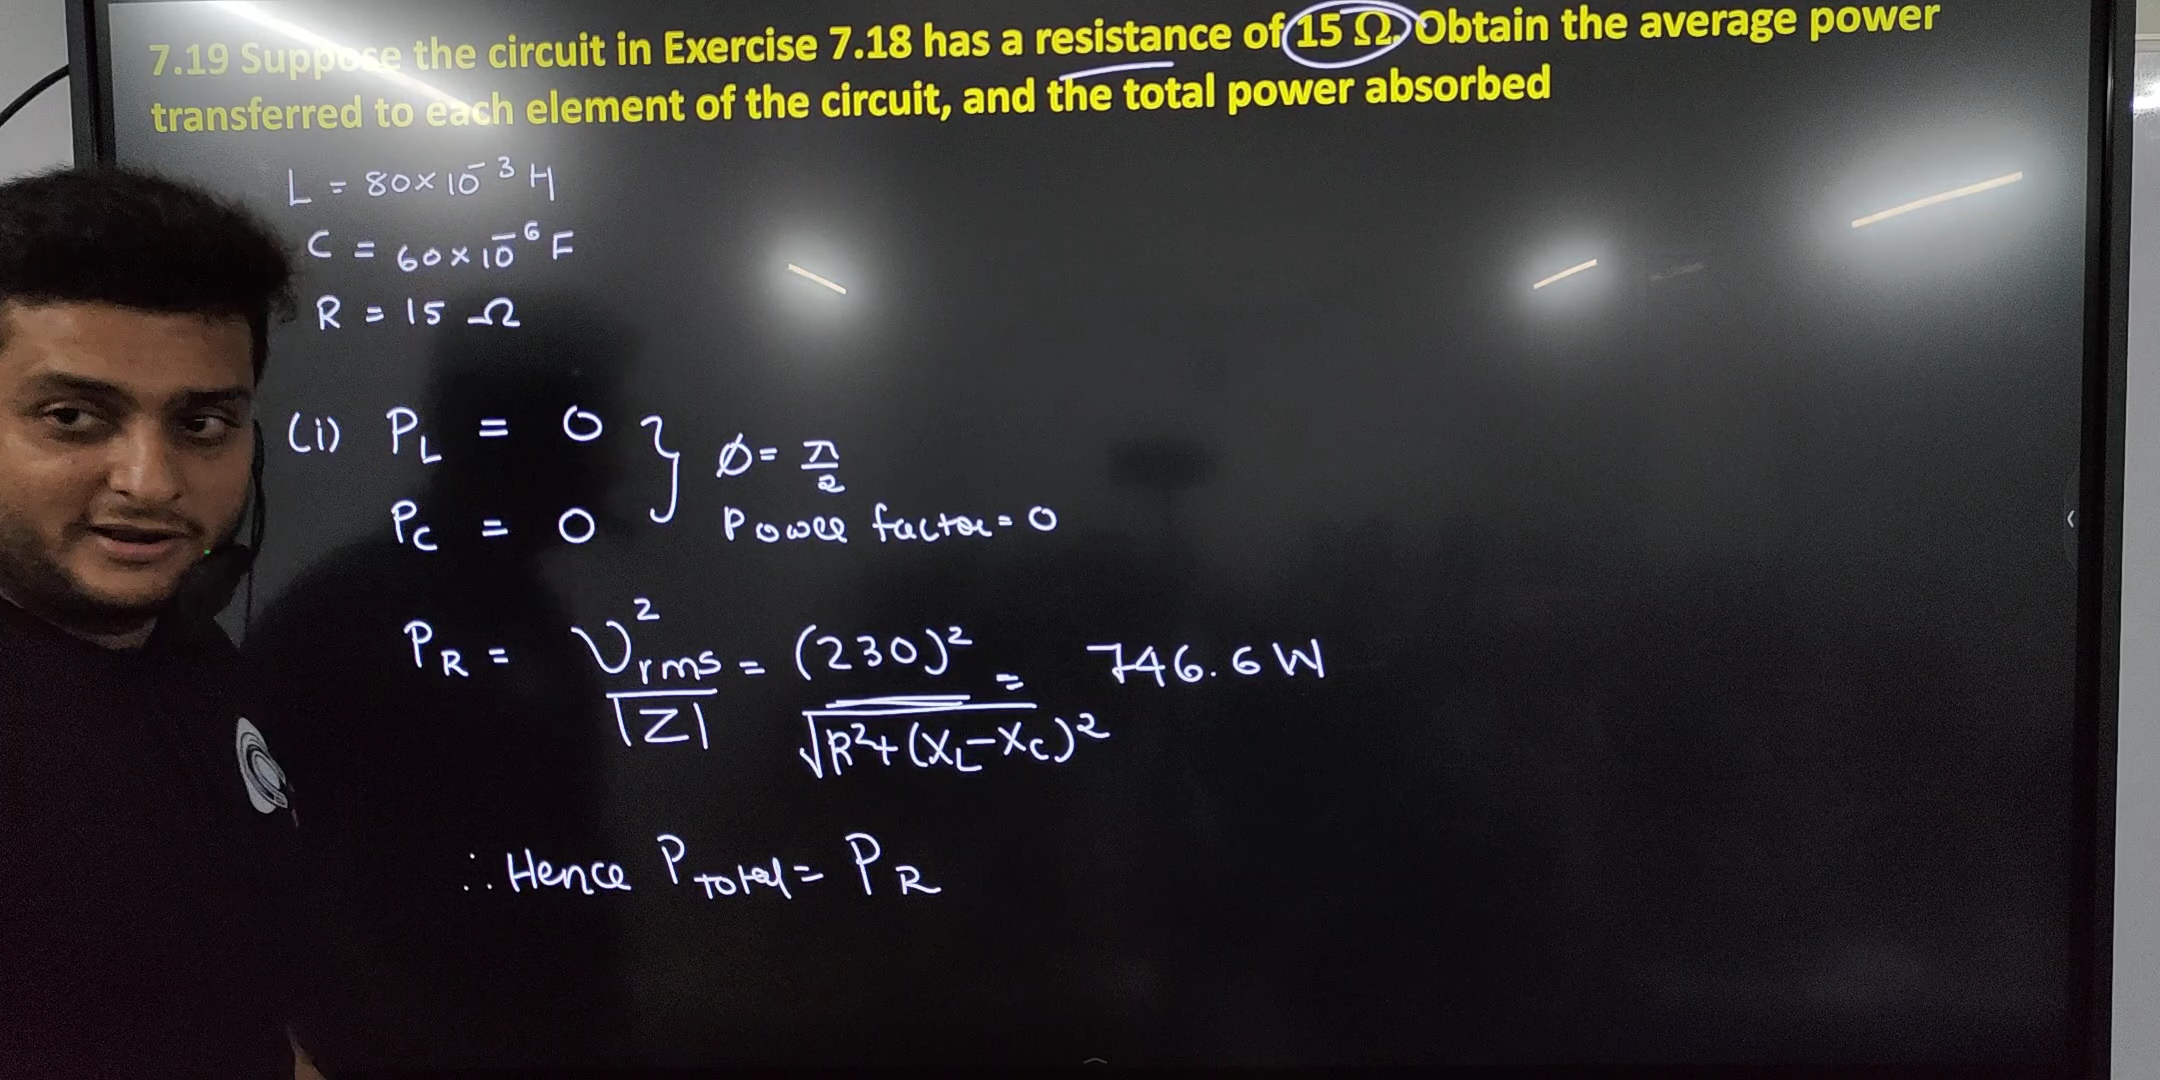 7.19 Suppose the circuit in Exercise 7.18 has a resistance of 15 Ω. Obtain the average power
transferred to each element of the circuit, and the total power absorbed
L = 80×10⁻³ H
C = 60×10⁻⁶ F
R = 15 Ω
(i) P_L = 0 } ϕ = π/2
P_C = 0 Power factor = 0
P_R = V²rms/|Z| = (230)²/√R²+(X_L−X_C)² = 746.6 W
∴ Hence P_Total = P_R